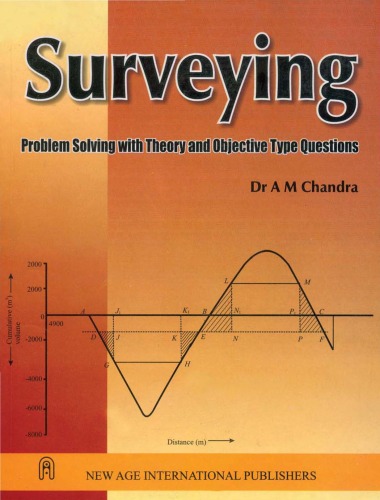 Surveying
Problem Solving with Theory and Objective Type Questions
Dr A M Chandra
2000
2000
0
4900
-2000
-4000
-6000
-8000
Cumulative (m³)
volume
A
J₁
K₁
B
N₁
P₁
C
L
M
D
J
K
E
N
P
F
G
H
Distance (m)
NEW AGE INTERNATIONAL PUBLISHERS